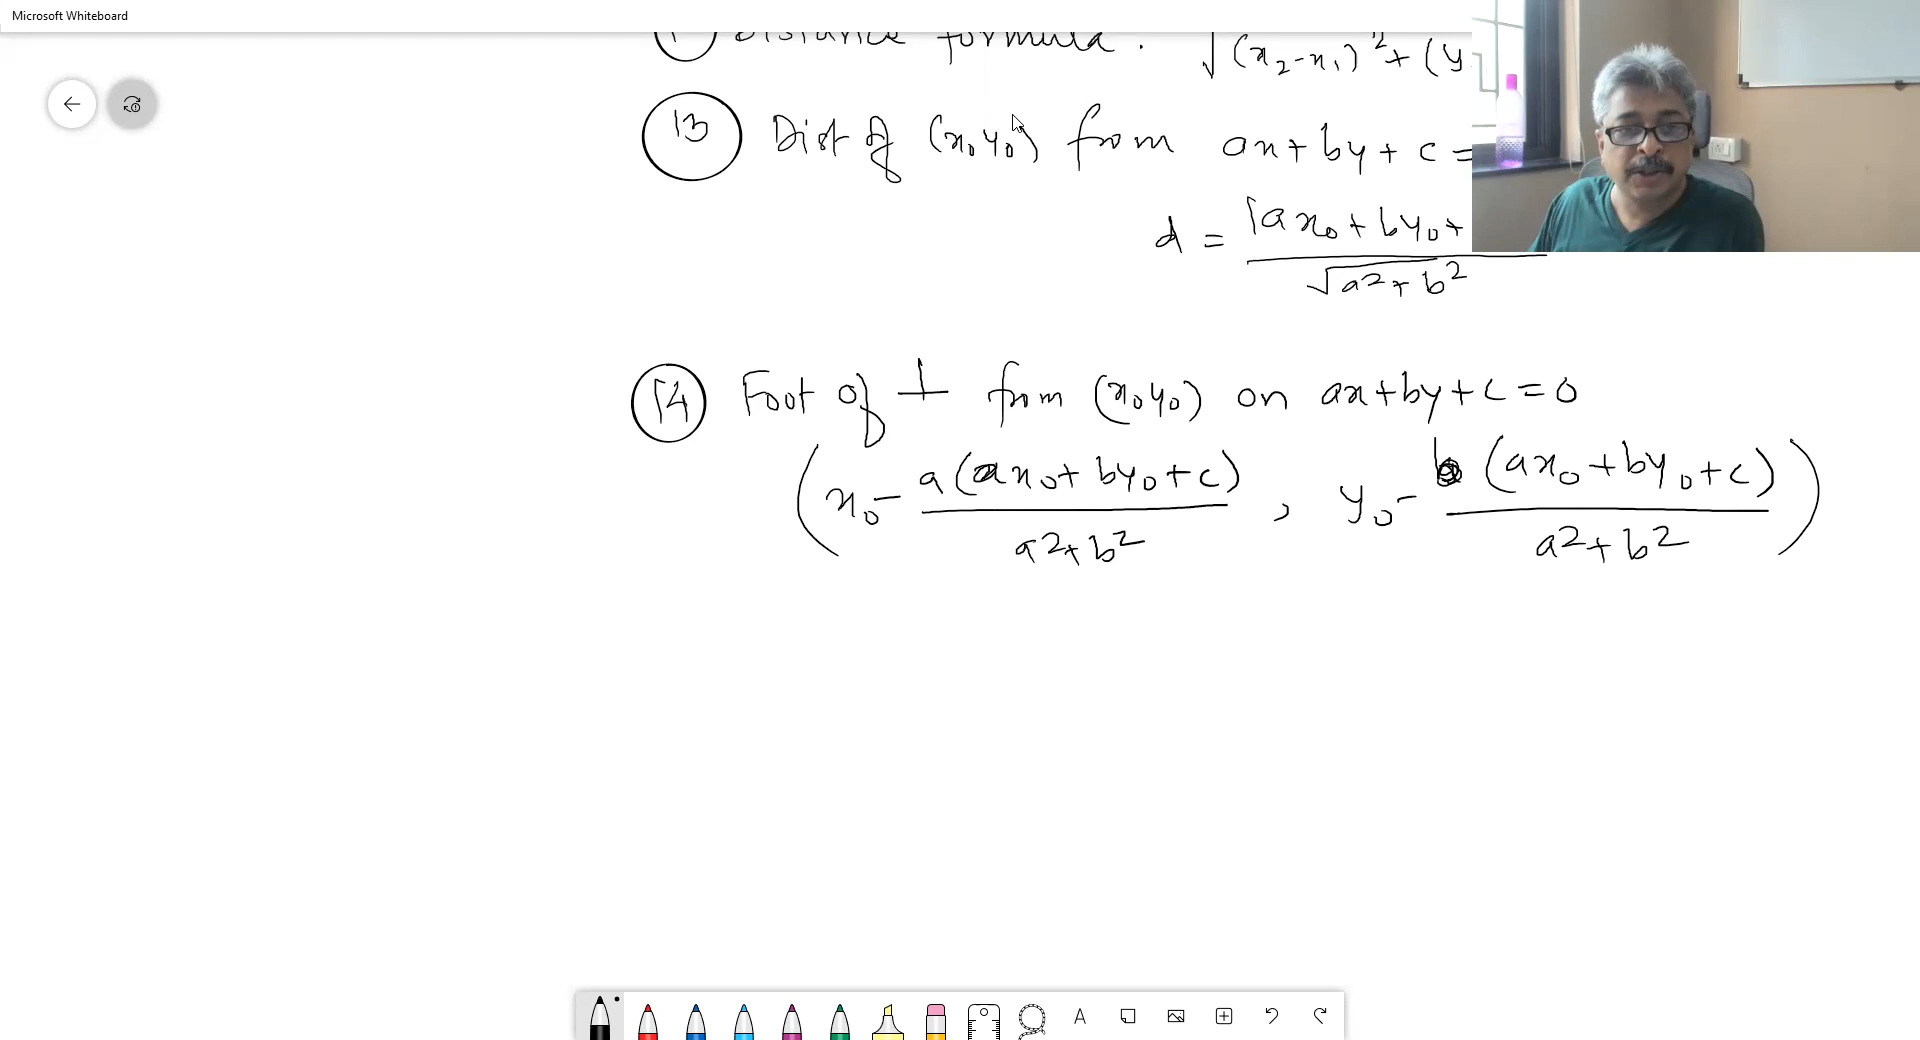 Microsoft Whiteboard
Distance formula. √(x₂-x₁)²+(y
13 Dist of (x₀y₀) from ax+by+c=
d = |ax₀+by₀+ / √a²+b²
14 Foot of ⊥ from (x₀y₀) on ax+by+c=0
(x₀- a(ax₀+by₀+c) / a²+b² , y₀- b(ax₀+by₀+c) / a²+b²)
A